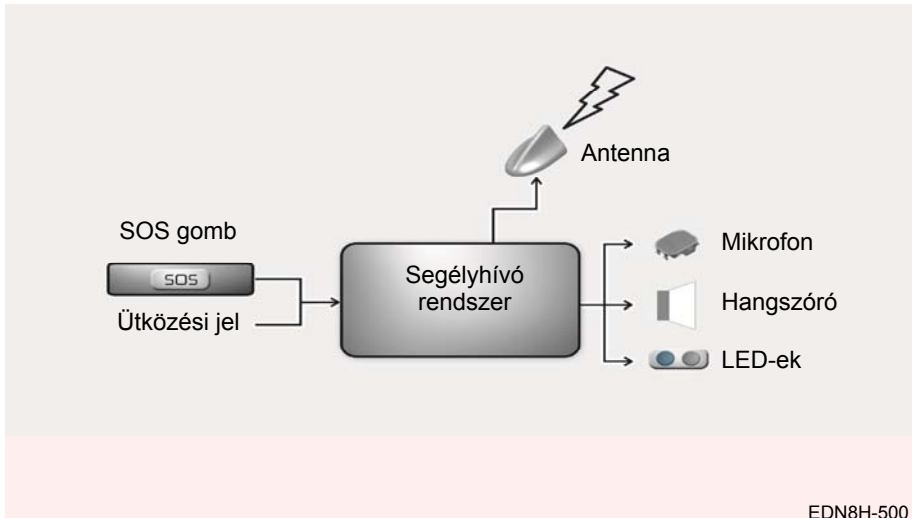 Antenna
SOS gomb
SOS
Ütközési jel
Segélyhívó
rendszer
Mikrofon
Hangszóró
LED-ek
EDN8H-500